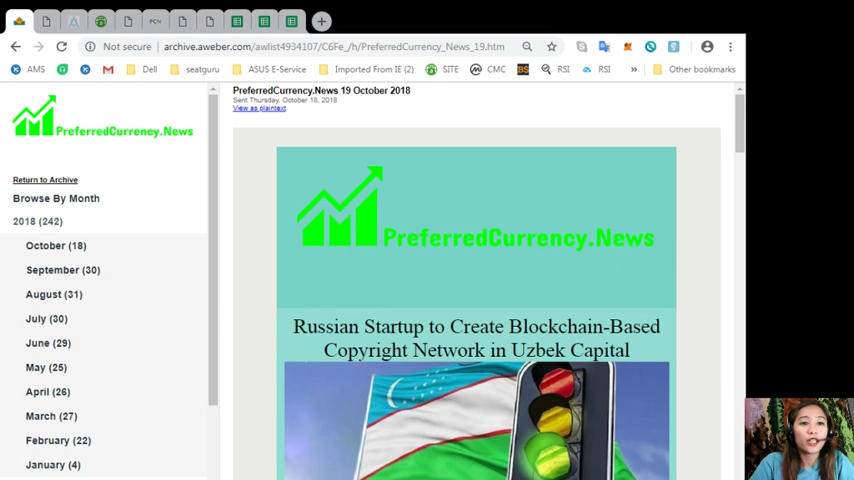 PCN
Not secure
archive.aweber.com/awlist4934107/C6Fe_/h/PreferredCurrency_News_19.htm
AMS
Dell
seatguru
ASUS E-Service
Imported From IE (2)
SITE
CMC
RSI
RSI
»
Other bookmarks
PreferredCurrency.News
Return to Archive
Browse By Month
2018 (242)
October (18)
September (30)
August (31)
July (30)
June (29)
May (25)
April (26)
March (27)
February (22)
January (4)
PreferredCurrency.News 19 October 2018
Sent Thursday, October 18, 2018
View as plaintext
PreferredCurrency.News
Russian Startup to Create Blockchain-Based
Copyright Network in Uzbek Capital